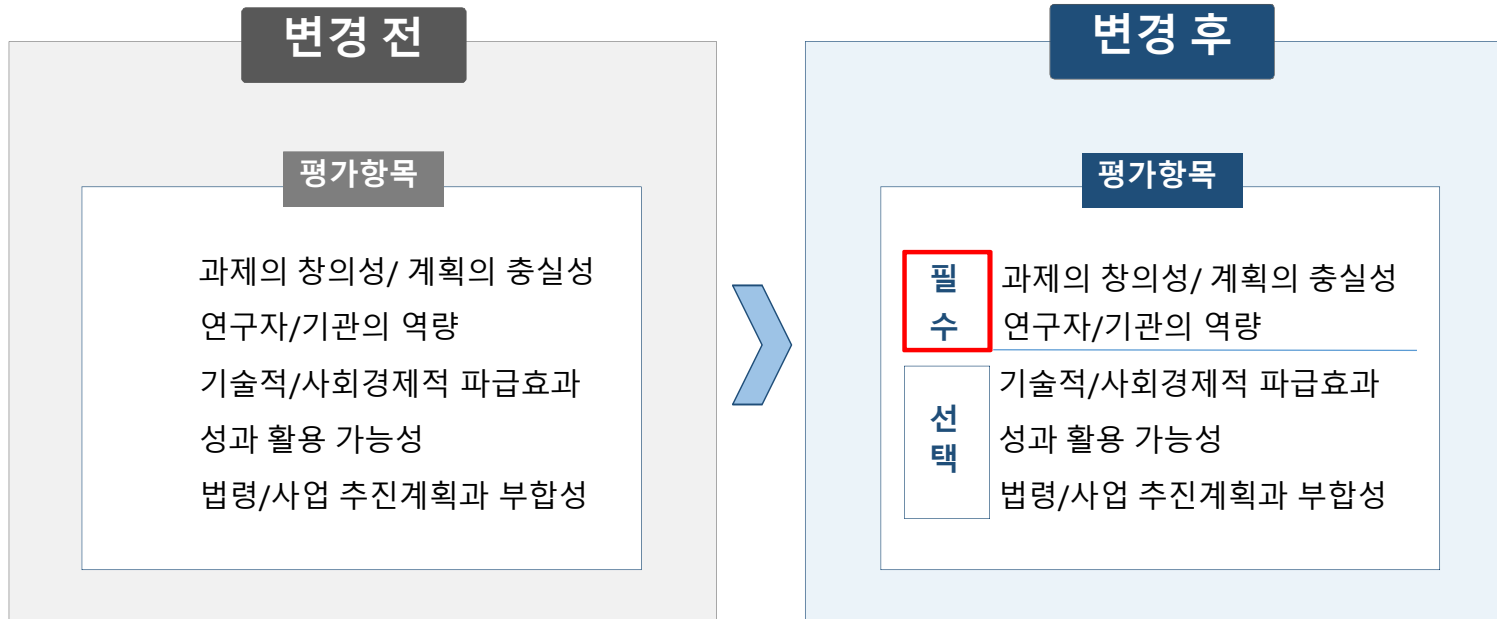 변경 전
평가항목
과제의 창의성/ 계획의 충실성
연구자/기관의 역량
기술적/사회경제적 파급효과
성과 활용 가능성
법령/사업 추진계획과 부합성
변경 후
평가항목
필수
과제의 창의성/ 계획의 충실성
연구자/기관의 역량
선택
기술적/사회경제적 파급효과
성과 활용 가능성
법령/사업 추진계획과 부합성